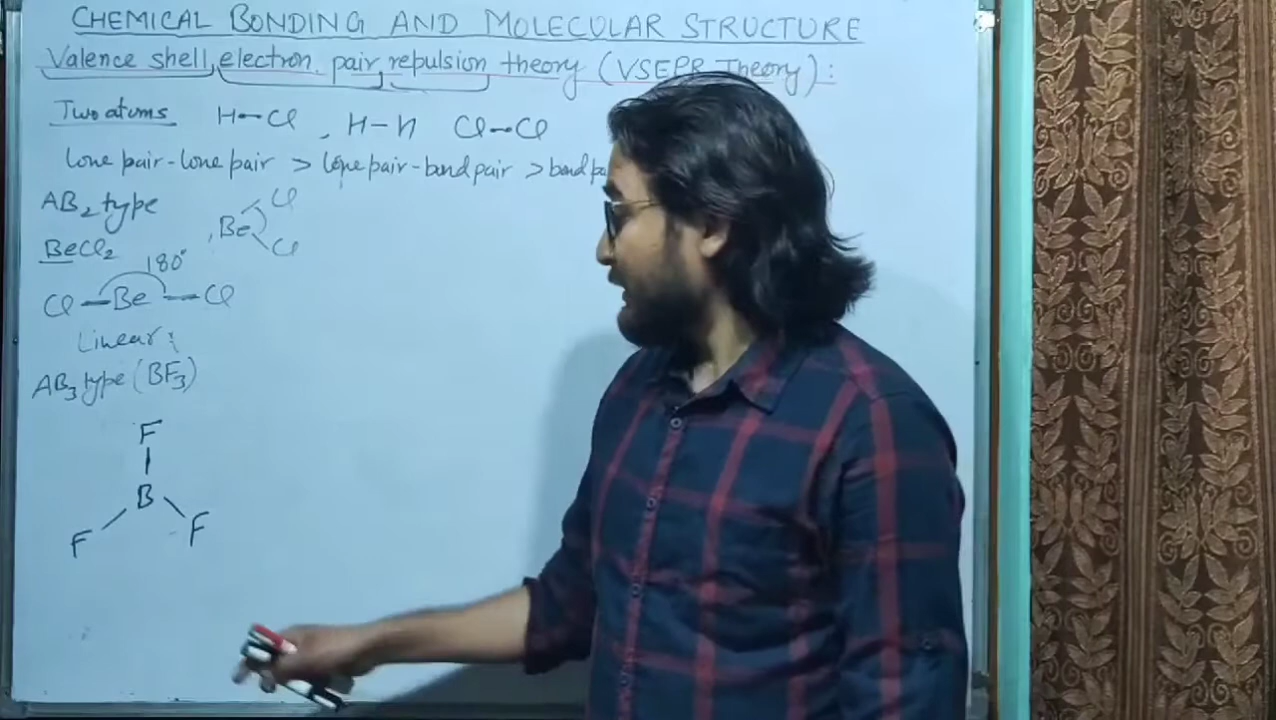 CHEMICAL BONDING AND MOLECULAR STRUCTURE
Valence shell, electron pair repulsion theory (VSEPR Theory):
Two atoms H-Cl, H-H Cl-Cl
lone pair-lone pair > lone pair-bond pair > bond
AB2 type
Cl
Be
Cl
BeCl2
180°
Cl-Be-Cl
Linear
AB3 type (BF3)
F
B
F F